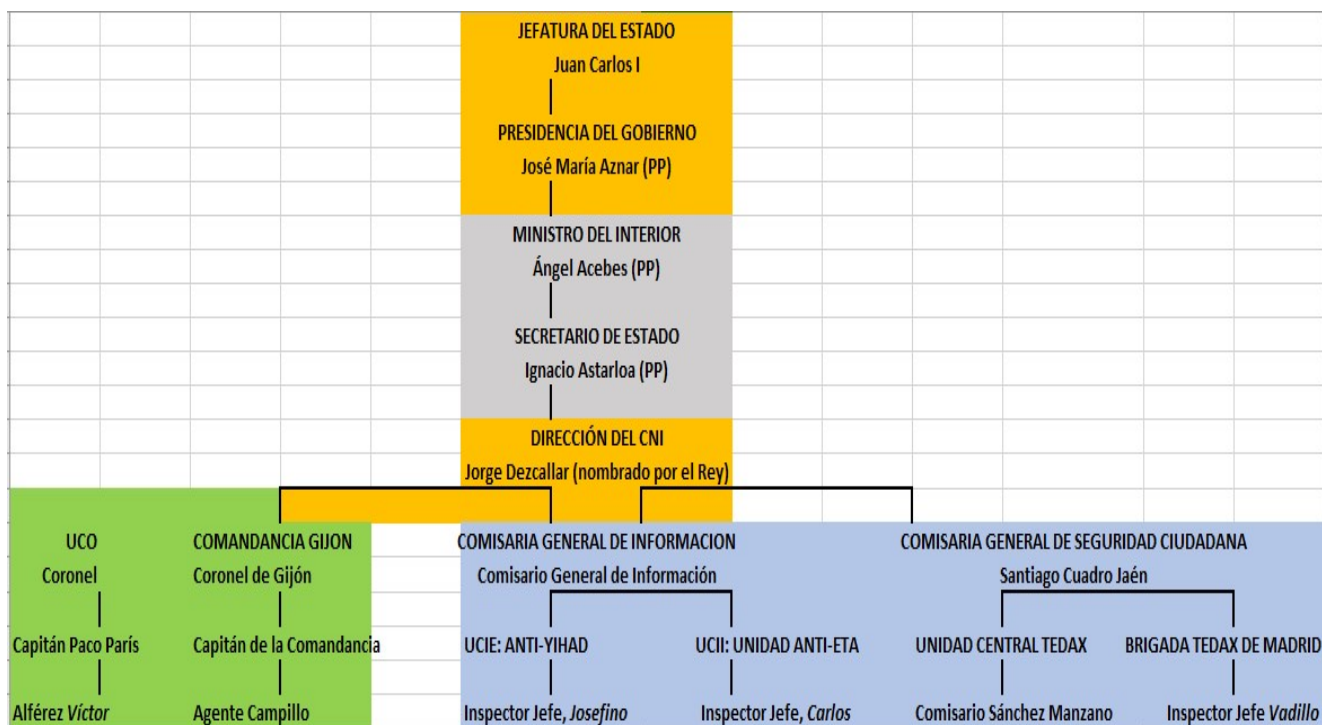 JEFATURA DEL ESTADO
Juan Carlos I
PRESIDENCIA DEL GOBIERNO
José María Aznar (PP)
MINISTRO DEL INTERIOR
Ángel Acebes (PP)
SECRETARIO DE ESTADO
Ignacio Astarloa (PP)
DIRECCIÓN DEL CNI
Jorge Dezcallar (nombrado por el Rey)
UCO COMANDANCIA GIJON COMISARIA GENERAL DE INFORMACION COMISARIA GENERAL DE SEGURIDAD CIUDADANA
Coronel Coronel de Gijón Comisario General de Información Santiago Cuadro Jaén
Capitán Paco París Capitán de la Comandancia UCIE: ANTI-YIHAD UCII: UNIDAD ANTI-ETA UNIDAD CENTRAL TEDAX BRIGADA TEDAX DE MADRID
Alférez Víctor Agente Campillo Inspector Jefe, Josefino Inspector Jefe, Carlos Comisario Sánchez Manzano Inspector Jefe Vadillo